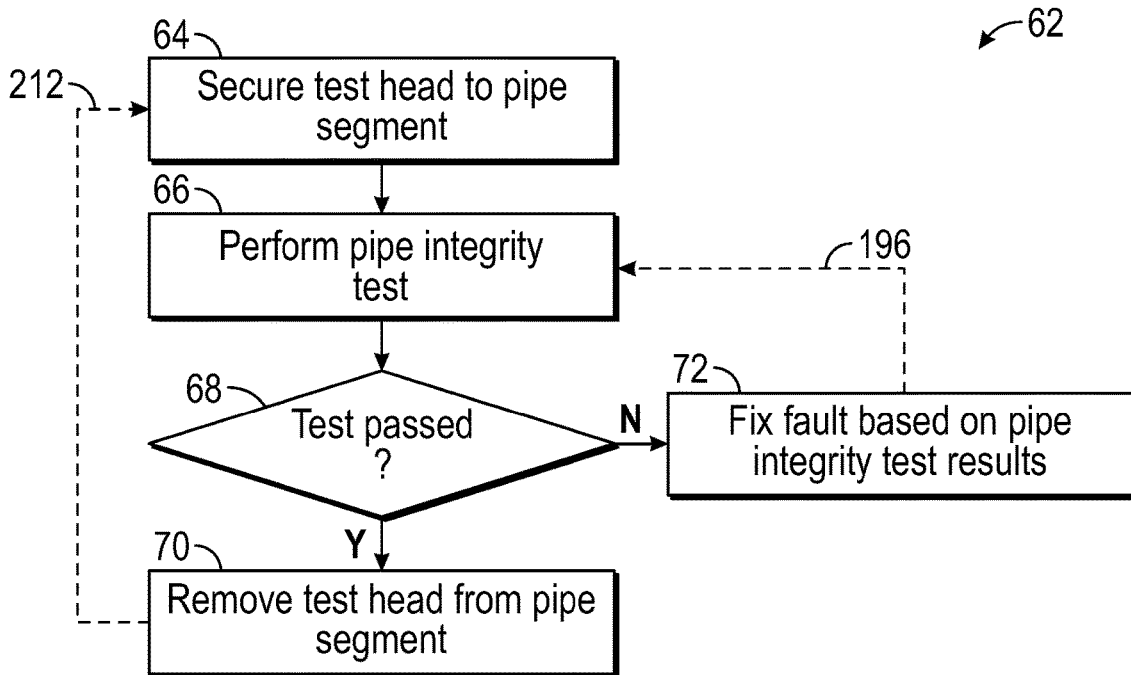 62
64
212
Secure test head to pipe
segment
66
Perform pipe integrity
test
196
68
Test passed
?
N
72
Fix fault based on pipe
integrity test results
Y
70
Remove test head from pipe
segment